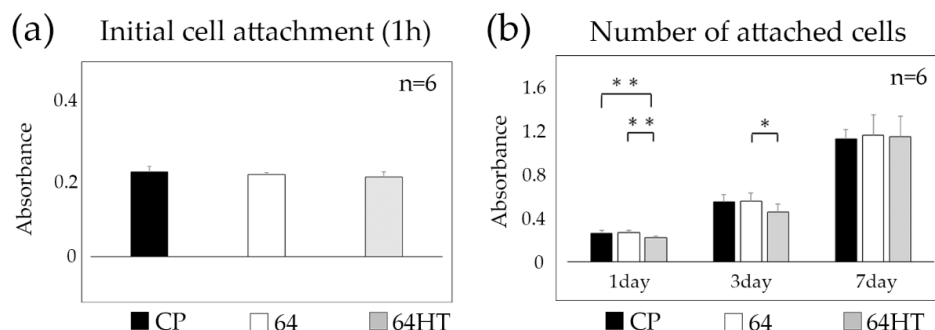 (a) Initial cell attachment (1h)
n=6
0.4
0.2
0
Absorbance
CP 64 64HT
(b) Number of attached cells
n=6
1.6
1.2
0.8
0.4
0
Absorbance
* *
* *
*
1day 3day 7day
CP 64 64HT